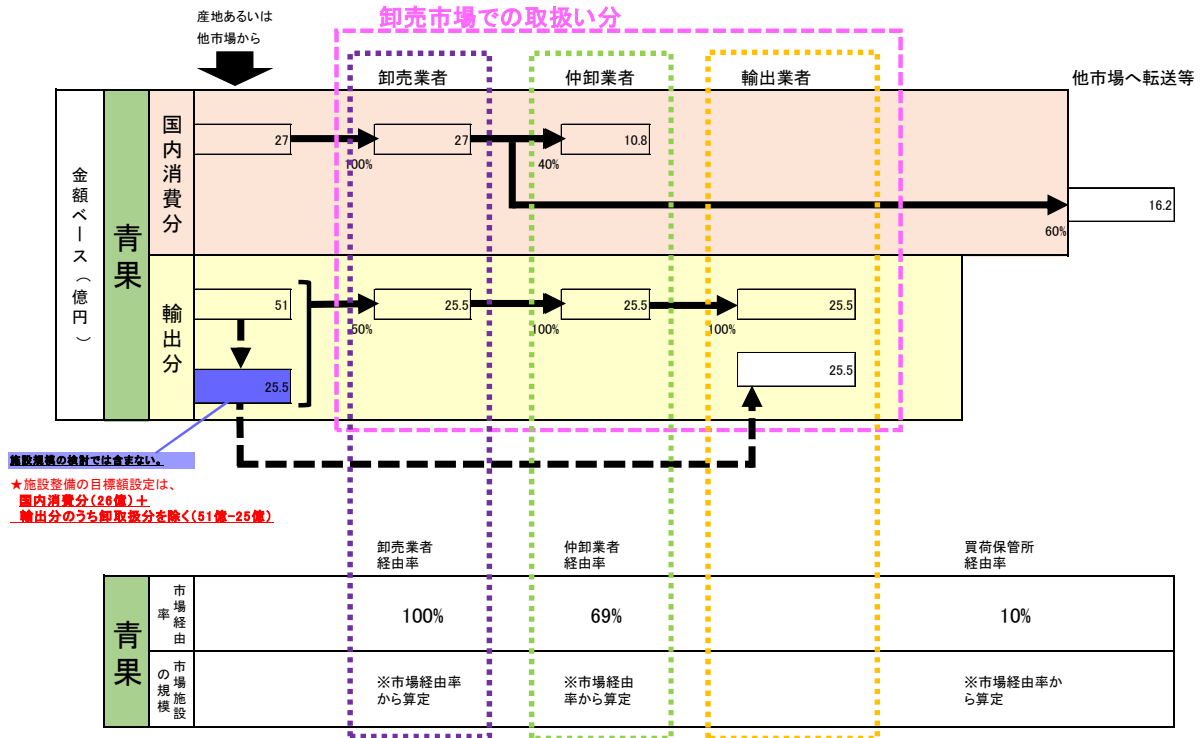 産地あるいは
他市場から
卸売市場での取扱い分
卸売業者
仲卸業者
輸出業者
他市場へ転送等
金額ベース（億円）
青果
国内消費分
27
100%
27
40%
10.8
60%
16.2
輸出分
51
50%
25.5
100%
25.5
100%
25.5
25.5
25.5
施設規模の検討では含まない。
★施設整備の目標額設定は、
国内消費分(26億)＋
輸出分のうち卸取扱分を除く(51億-25億)
卸売業者
経由率
仲卸業者
経由率
買荷保管所
経由率
青果
市場経由
率
100%
69%
10%
市場施設
の規模
※市場経由率
から算定
※市場経由
率から算定
※市場経由率か
ら算定